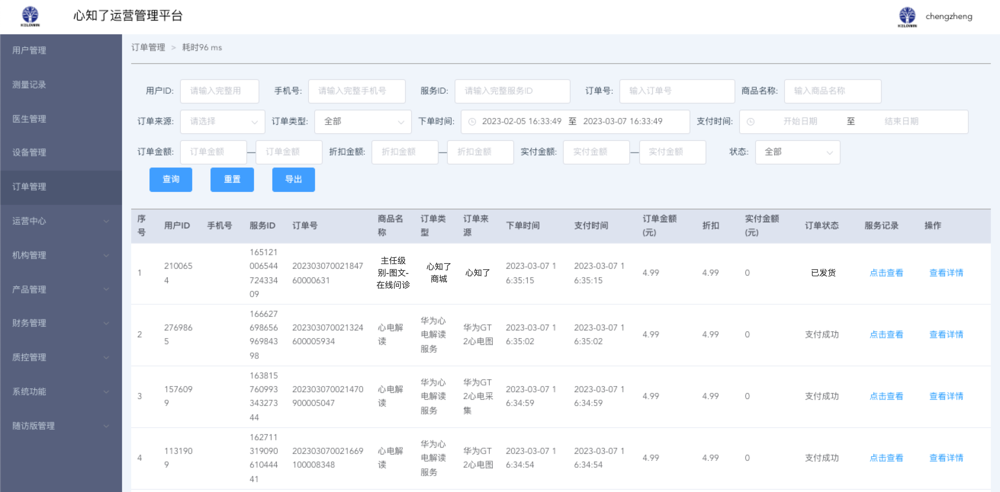 心知了运营管理平台
chengzheng
用户管理
测量记录
医生管理
设备管理
订单管理
运营中心
机构管理
产品管理
财务管理
质控管理
系统功能
随访版管理
订单管理 > 耗时96 ms
用户ID: 请输入完整用 手机号: 请输入完整手机号 服务ID: 请输入完整服务ID 订单号: 输入订单号 商品名称: 输入商品名称
订单来源: 请选择 订单类型: 全部 下单时间: 2023-02-05 16:33:49 至 2023-03-07 16:33:49 支付时间: 开始日期 至 结束日期
订单金额: 订单金额 — 订单金额 折扣金额: 折扣金额 — 折扣金额 实付金额: 实付金额 — 实付金额 状态: 全部
查询 重置 导出
序号 用户ID 手机号 服务ID 订单号 商品名称 订单类型 订单来源 下单时间 支付时间 订单金额(元) 折扣 实付金额(元) 订单状态 服务记录 操作
1 2100654 16512100654472433409 20230307002184760000631 主任级别-图文-在线问诊 心知了商城 心知了 2023-03-07 16:35:15 2023-03-07 16:35:15 4.99 4.99 0 已发货 点击查看 查看详情
2 2769865 16662769865696984398 202303070021324600005934 心电解读 华为心电解读服务 华为GT2心电图 2023-03-07 16:35:02 2023-03-07 16:35:02 4.99 4.99 0 支付成功 点击查看 查看详情
3 1576099 16381576099334327344 202303070021470900005047 心电解读 华为心电解读服务 华为GT2心电采集 2023-03-07 16:34:59 2023-03-07 16:34:59 4.99 4.99 0 支付成功 点击查看 查看详情
4 1131909 16271131909061044441 202303070021669100008348 心电解读 华为心电解读服务 华为GT2心电图 2023-03-07 16:34:54 2023-03-07 16:34:54 4.99 4.99 0 支付成功 点击查看 查看详情